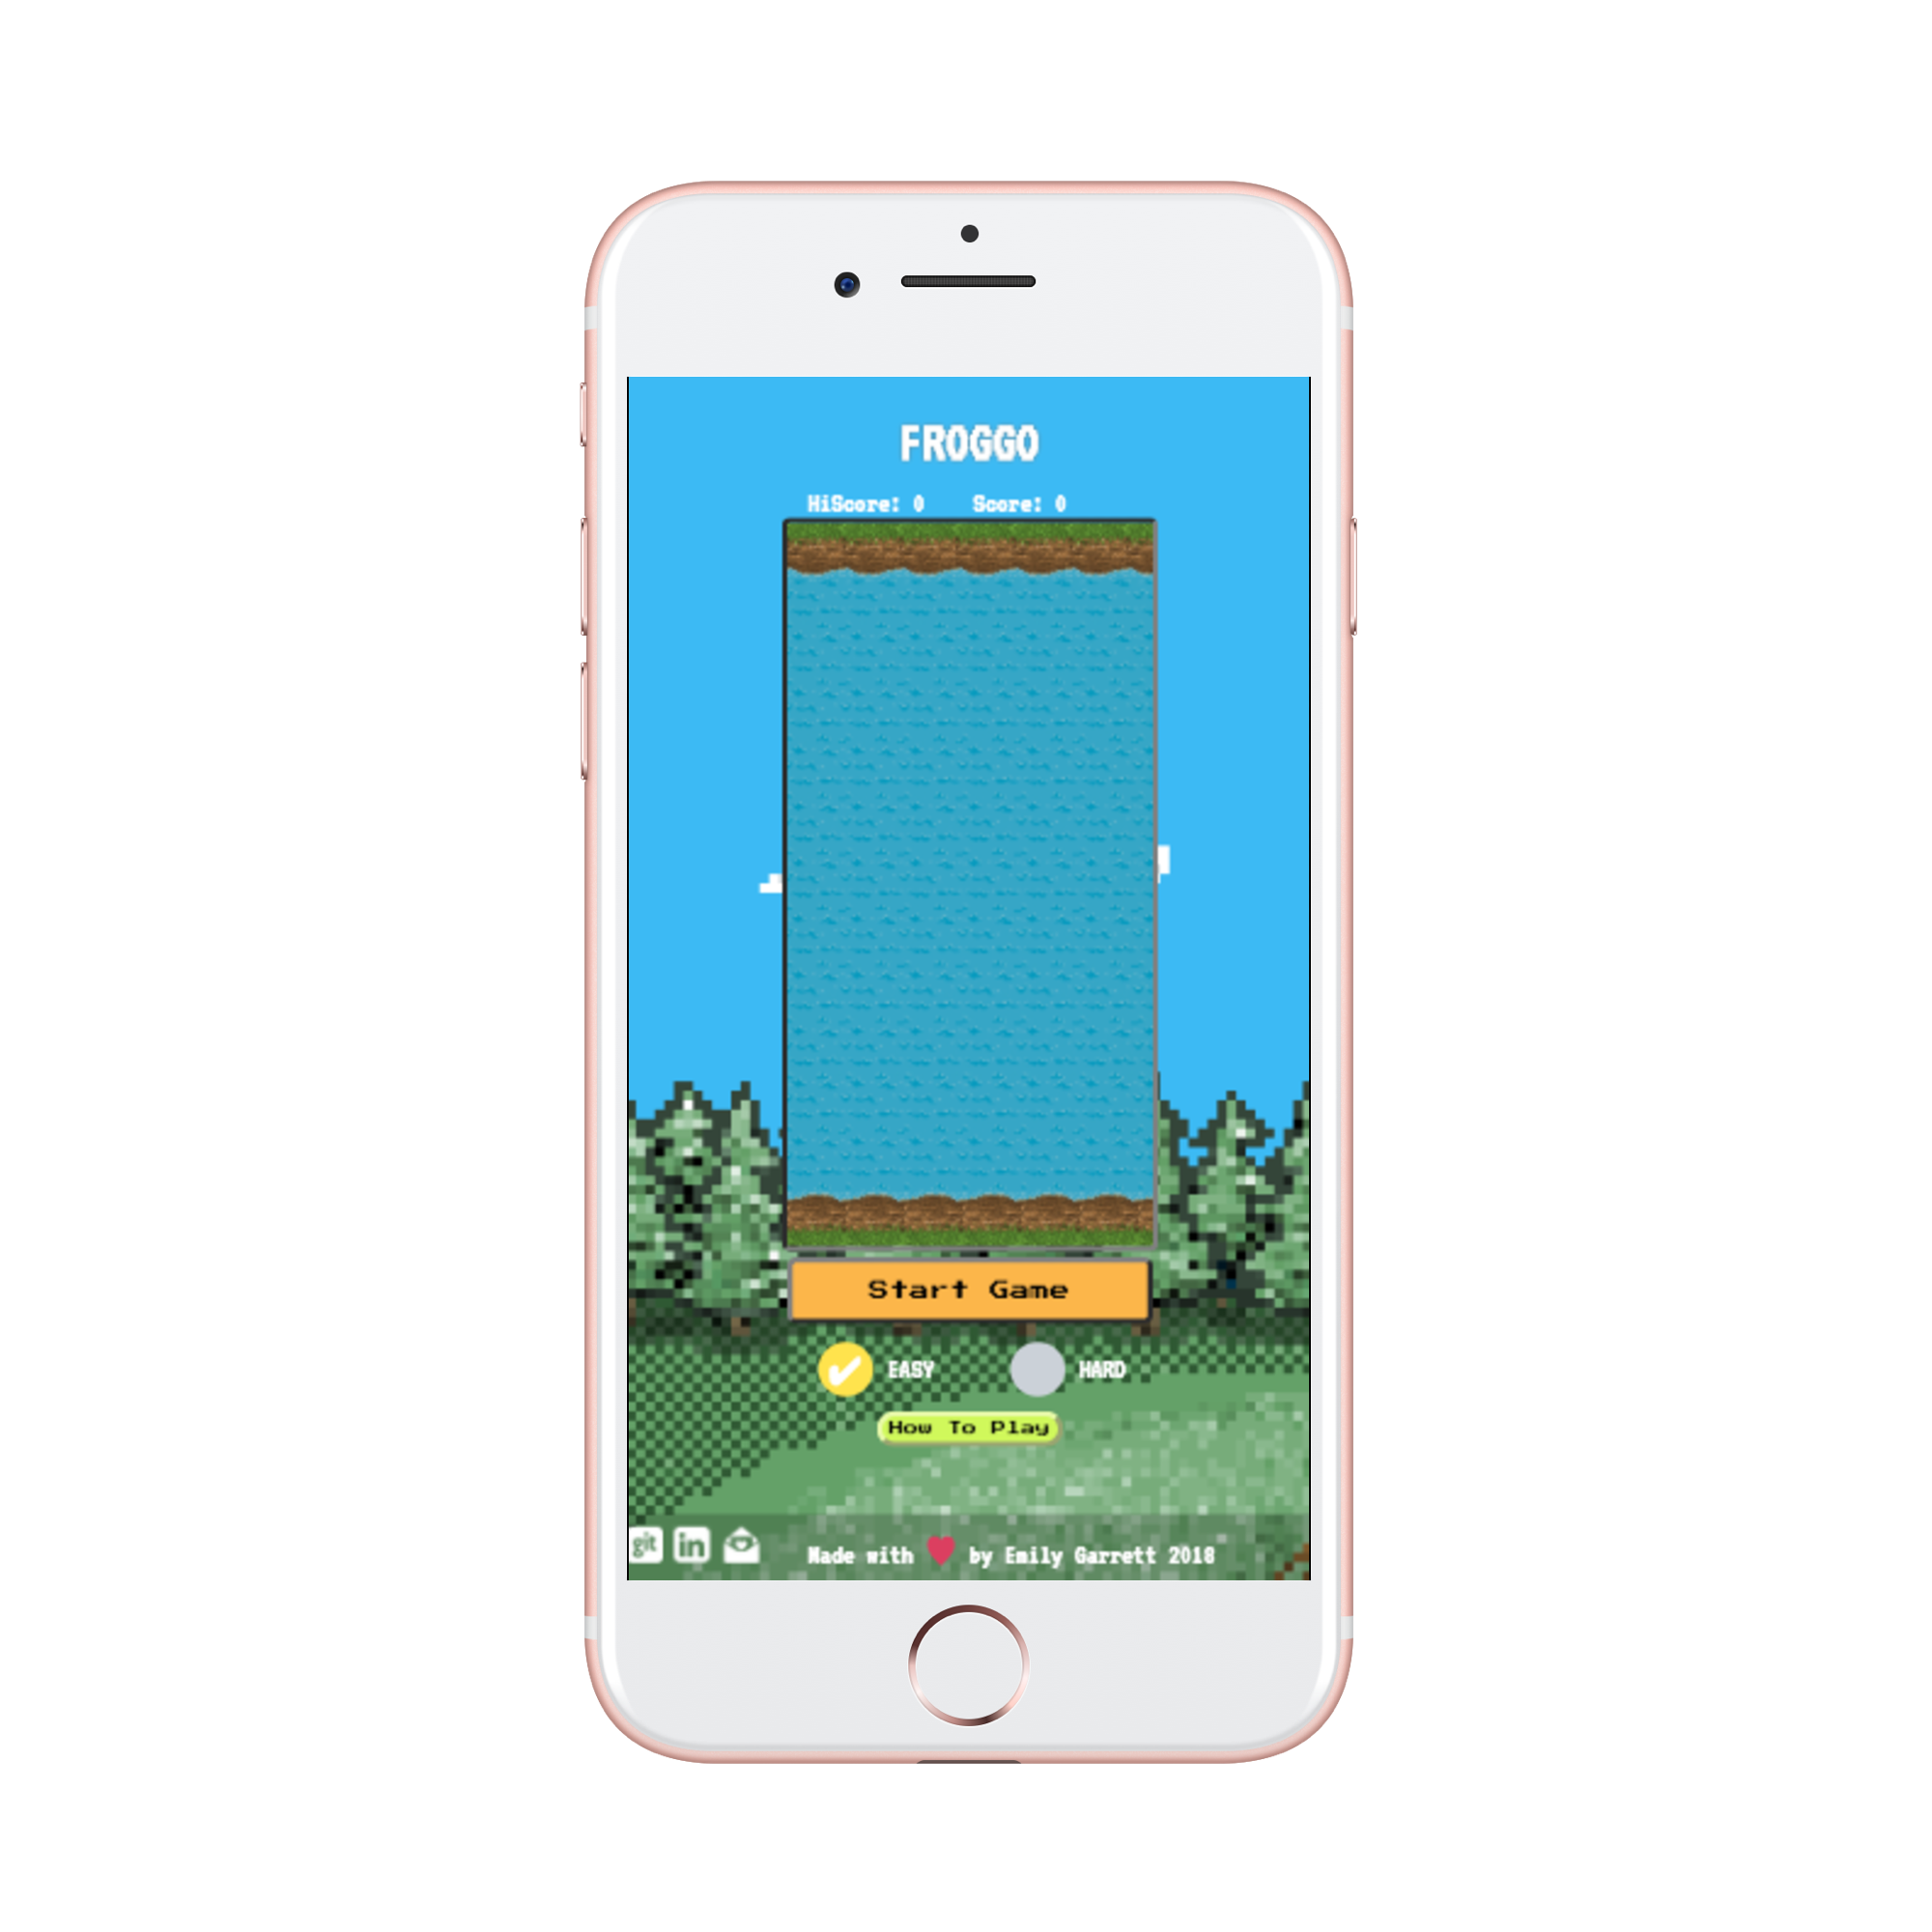 FROGGO
HiScore: 0 Score: 0
Start Game
EASY HARD
How To Play
git in Made with by Emily Garrett 2018